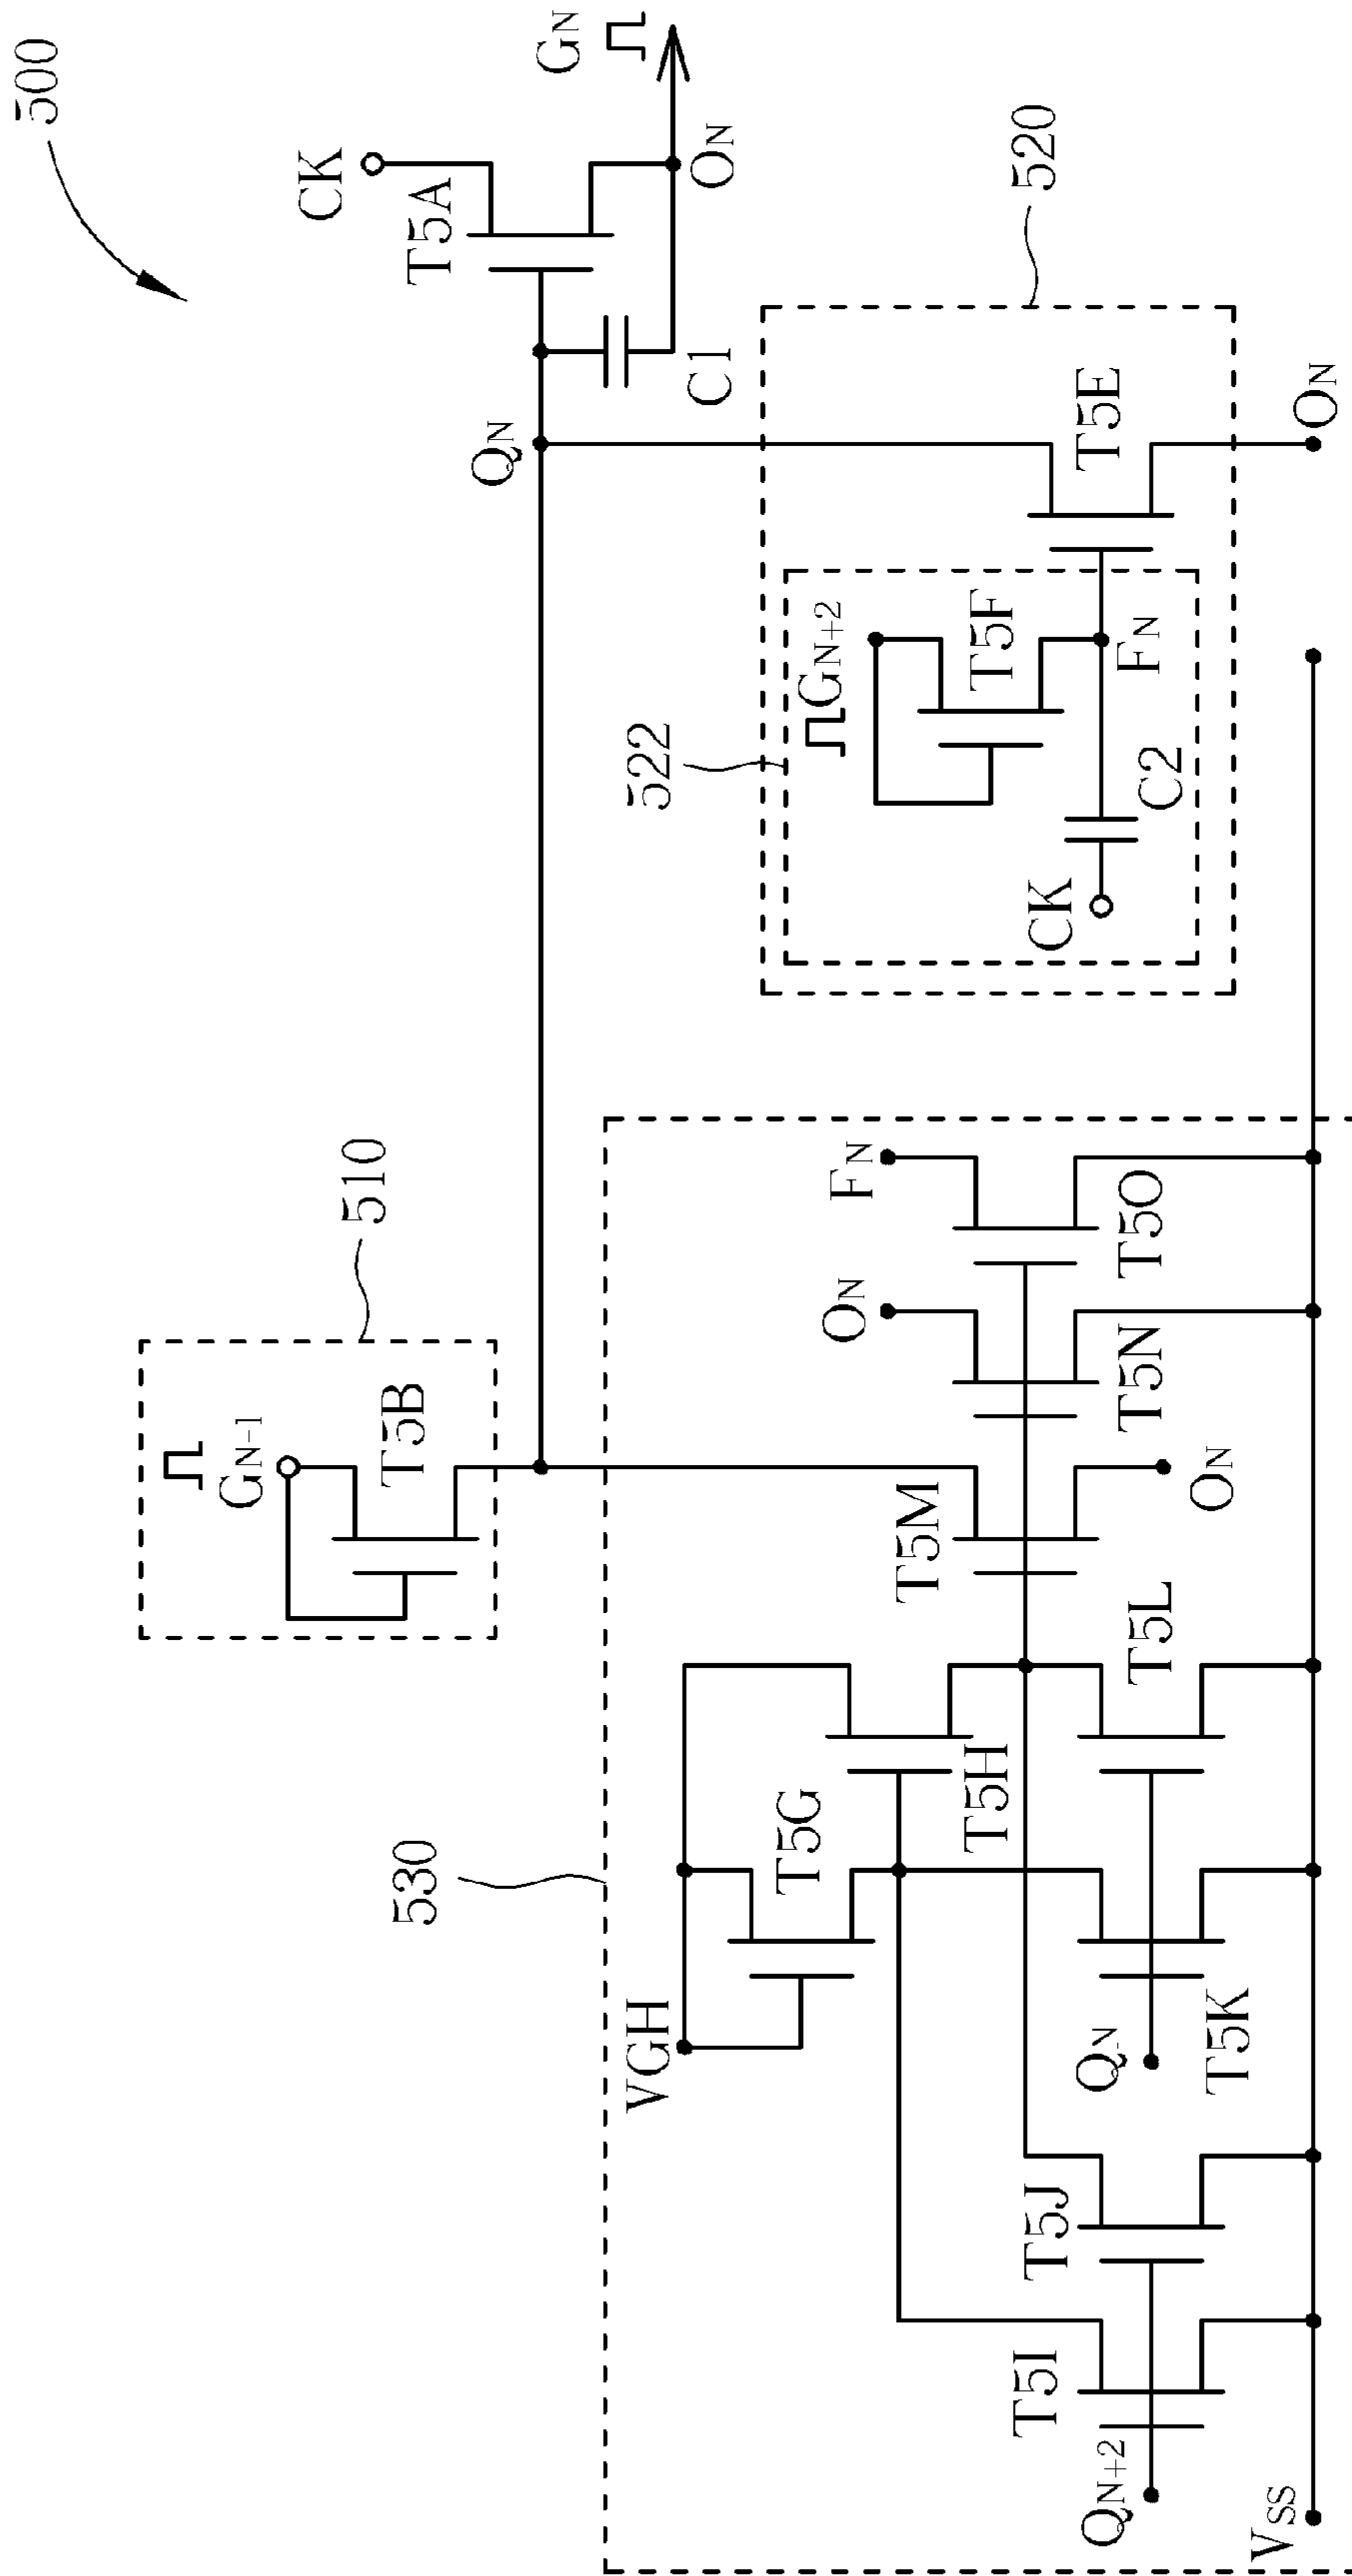 500
CK
T5A
GN
ON
C1
QN
520
T5E
ON
522
GN+2
T5F
FN
C2
CK
510
GN-1
T5B
530
FN
ON
T5O
T5N
T5M
ON
VGH
T5G
T5H
T5L
QN
T5K
T5J
T5I
QN+2
VSS